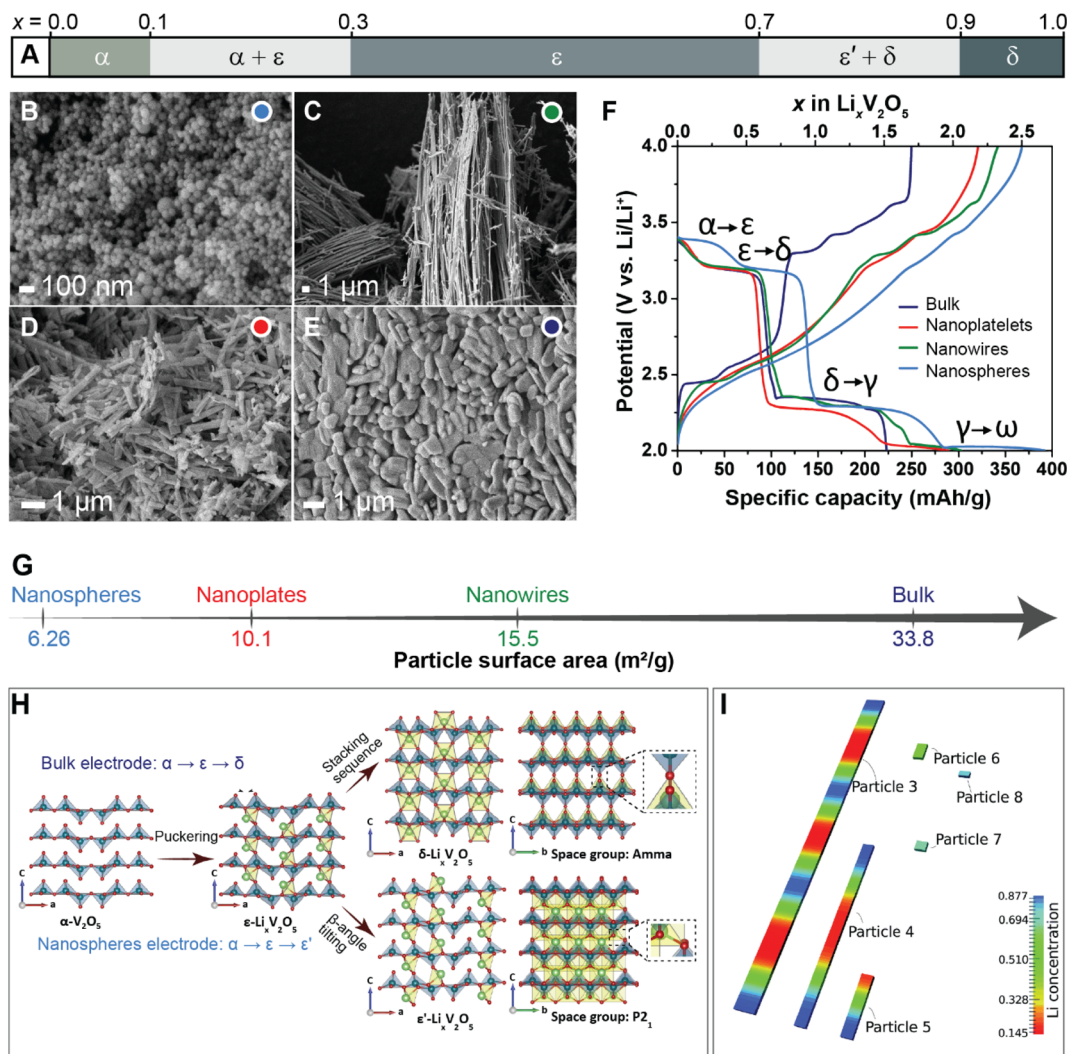 x = 0.0 0.1 0.3 0.7 0.9 1.0
A α α + ε ε ε′ + δ δ
B
100 nm
C
1 µm
D
1 µm
E
1 µm
F
x in LixV2O5
0.0 0.5 1.0 1.5 2.0 2.5
4.0
3.5
3.0
2.5
2.0
Potential (V vs. Li/Li⁺)
α→ε
ε→δ
δ→γ
γ→ω
Bulk
Nanoplatelets
Nanowires
Nanospheres
0 50 100 150 200 250 300 350 400
Specific capacity (mAh/g)
G
Nanospheres Nanoplates Nanowires Bulk
6.26 10.1 15.5 33.8
Particle surface area (m²/g)
H
Bulk electrode: α → ε → δ
Puckering
c
a
α-V2O5
c
a
ε-LixV2O5
Nanospheres electrode: α → ε → ε'
Stacking
sequence
c
a
δ-LixV2O5
c
b
Space group: Amma
β-angle
tilting
c
a
ε'-LixV2O5
c
b
Space group: P21
I
Particle 6
Particle 3
Particle 8
Particle 7
Particle 4
Particle 5
0.877
0.694
0.510
0.328
0.145
Li concentration